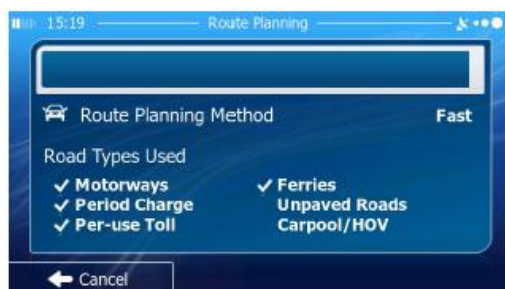 15:19 Route Planning
Route Planning Method Fast
Road Types Used
Motorways Ferries
Period Charge Unpaved Roads
Per-use Toll Carpool/HOV
Cancel